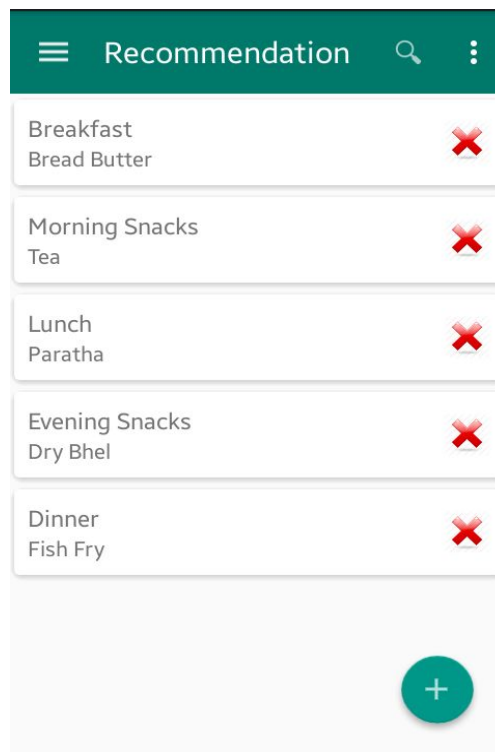 Recommendation
Breakfast
Bread Butter
Morning Snacks
Tea
Lunch
Paratha
Evening Snacks
Dry Bhel
Dinner
Fish Fry